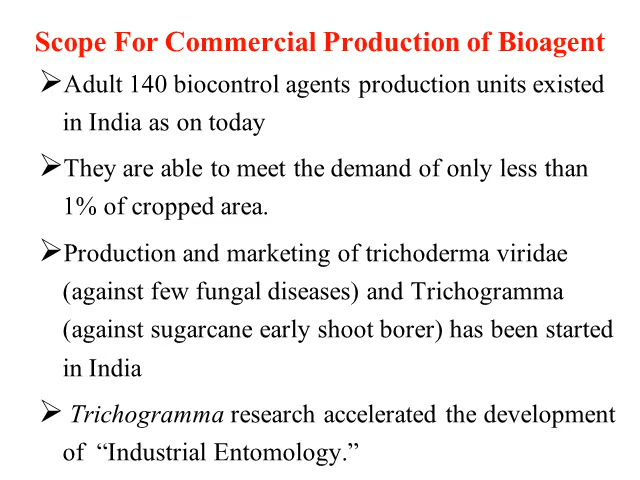 Scope For Commercial Production of Bioagent
➢Adult 140 biocontrol agents production units existed
in India as on today
➢They are able to meet the demand of only less than
1% of cropped area.
➢Production and marketing of trichoderma viridae
(against few fungal diseases) and Trichogramma
(against sugarcane early shoot borer) has been started
in India
➢ Trichogramma research accelerated the development
of “Industrial Entomology.”